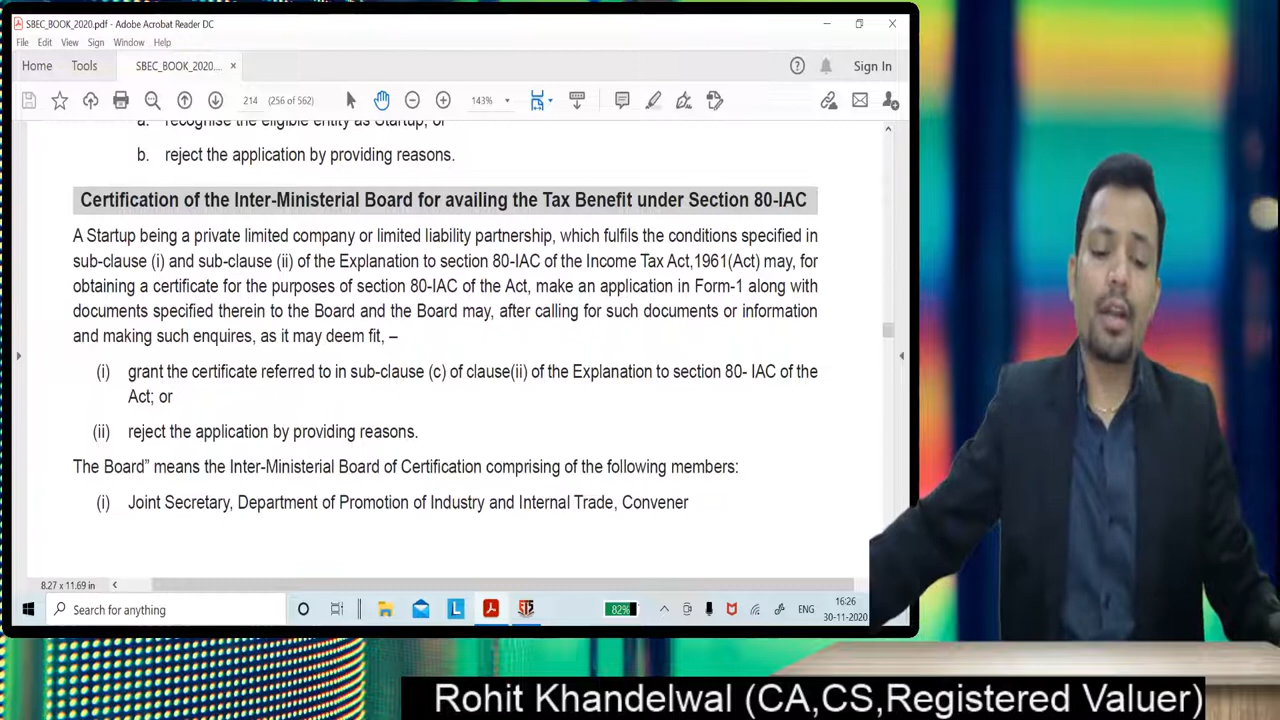 SBEC_BOOK_2020.pdf - Adobe Acrobat Reader DC
File Edit View Sign Window Help
Home Tools SBEC_BOOK_2020.... × Sign In
214 (256 of 562) 143%
a. recognise the eligible entity as Startup; or
b. reject the application by providing reasons.
Certification of the Inter-Ministerial Board for availing the Tax Benefit under Section 80-IAC
A Startup being a private limited company or limited liability partnership, which fulfils the conditions specified in
sub-clause (i) and sub-clause (ii) of the Explanation to section 80-IAC of the Income Tax Act,1961(Act) may, for
obtaining a certificate for the purposes of section 80-IAC of the Act, make an application in Form-1 along with
documents specified therein to the Board and the Board may, after calling for such documents or information
and making such enquires, as it may deem fit, –
(i) grant the certificate referred to in sub-clause (c) of clause(ii) of the Explanation to section 80- IAC of the
Act; or
(ii) reject the application by providing reasons.
The Board” means the Inter-Ministerial Board of Certification comprising of the following members:
(i) Joint Secretary, Department of Promotion of Industry and Internal Trade, Convener
8.27 x 11.69 in
Search for anything 82% ENG 16:26
30-11-2020
Rohit Khandelwal (CA,CS,Registered Valuer)